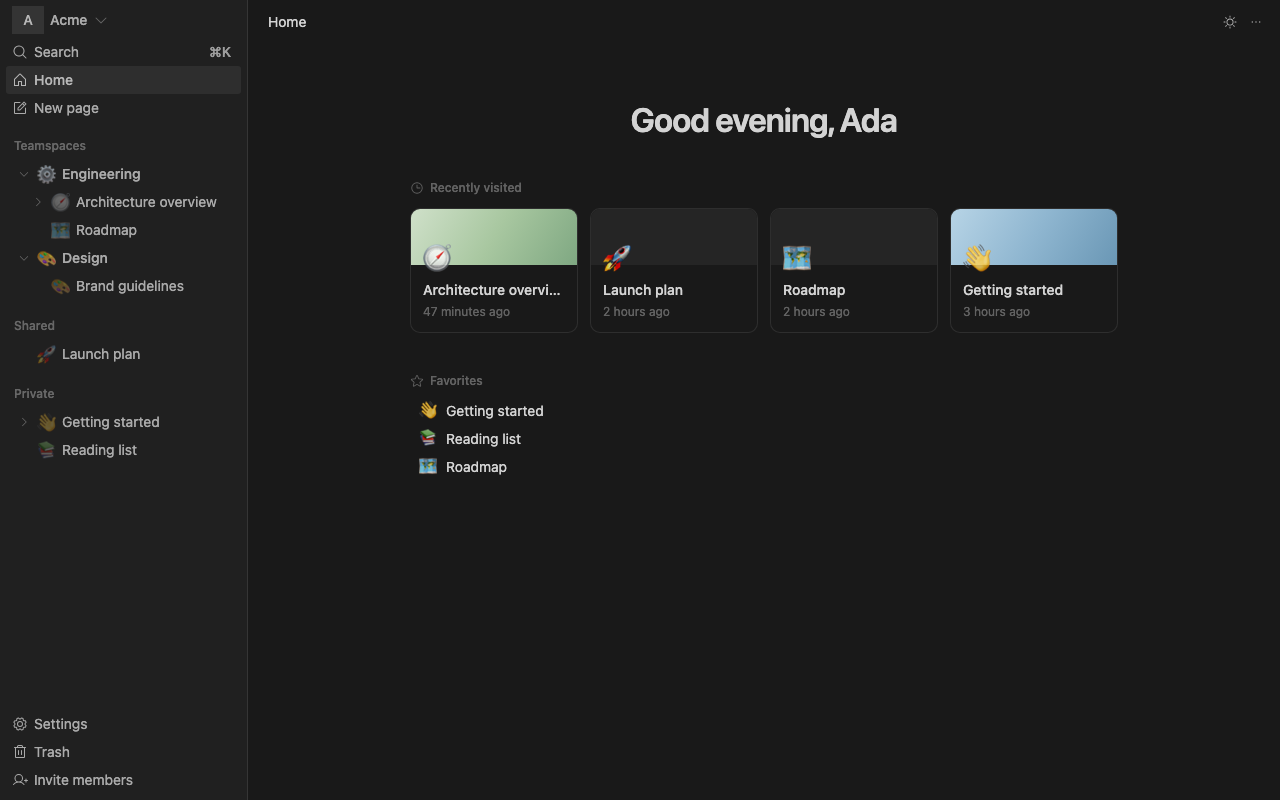 A Acme
Search ⌘K
Home
New page
Teamspaces
Engineering
Architecture overview
Roadmap
Design
Brand guidelines
Shared
Launch plan
Private
Getting started
Reading list
Settings
Trash
Invite members
Home
Good evening, Ada
Recently visited
Architecture overvi...
47 minutes ago
Launch plan
2 hours ago
Roadmap
2 hours ago
Getting started
3 hours ago
Favorites
Getting started
Reading list
Roadmap